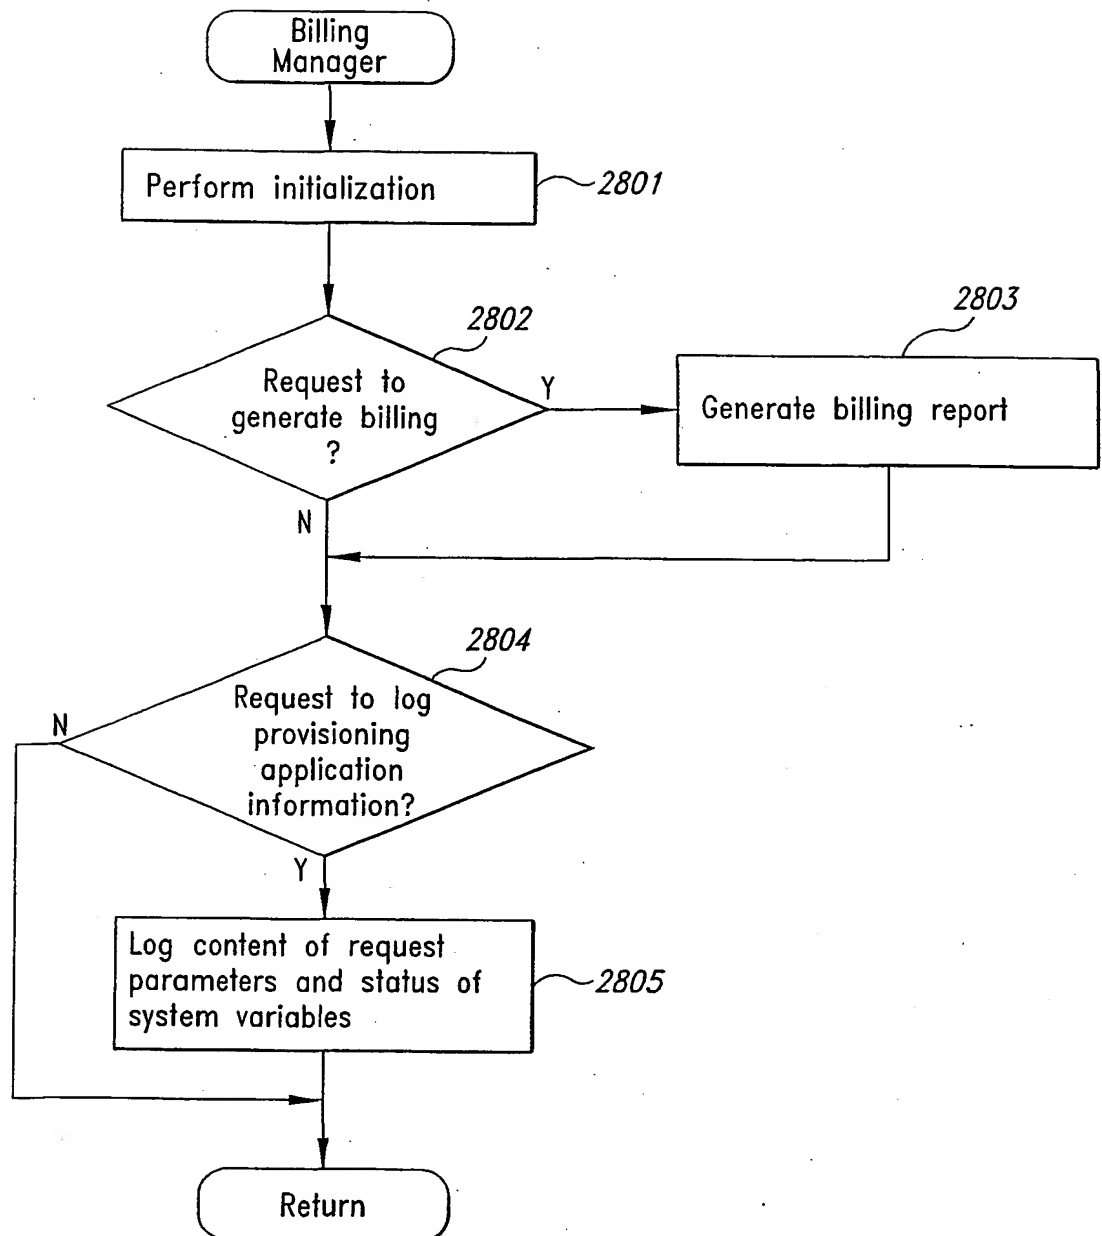 Billing
Manager
Perform initialization
2801
2802
2803
Request to
generate billing
?
Y
Generate billing report
N
2804
Request to log
provisioning
application
information?
N
Y
Log content of request
parameters and status of
system variables
2805
Return